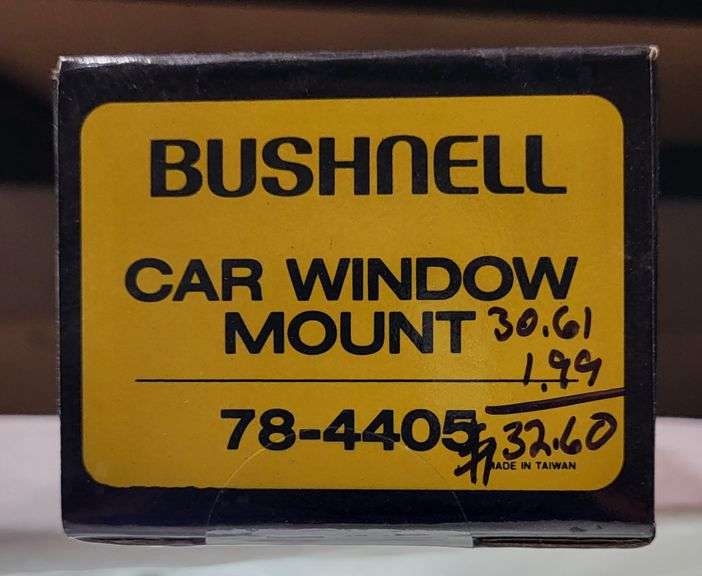 BUSHNELL
CAR WINDOW
MOUNT 30.61
1.99
78-4405 $32.60
MADE IN TAIWAN